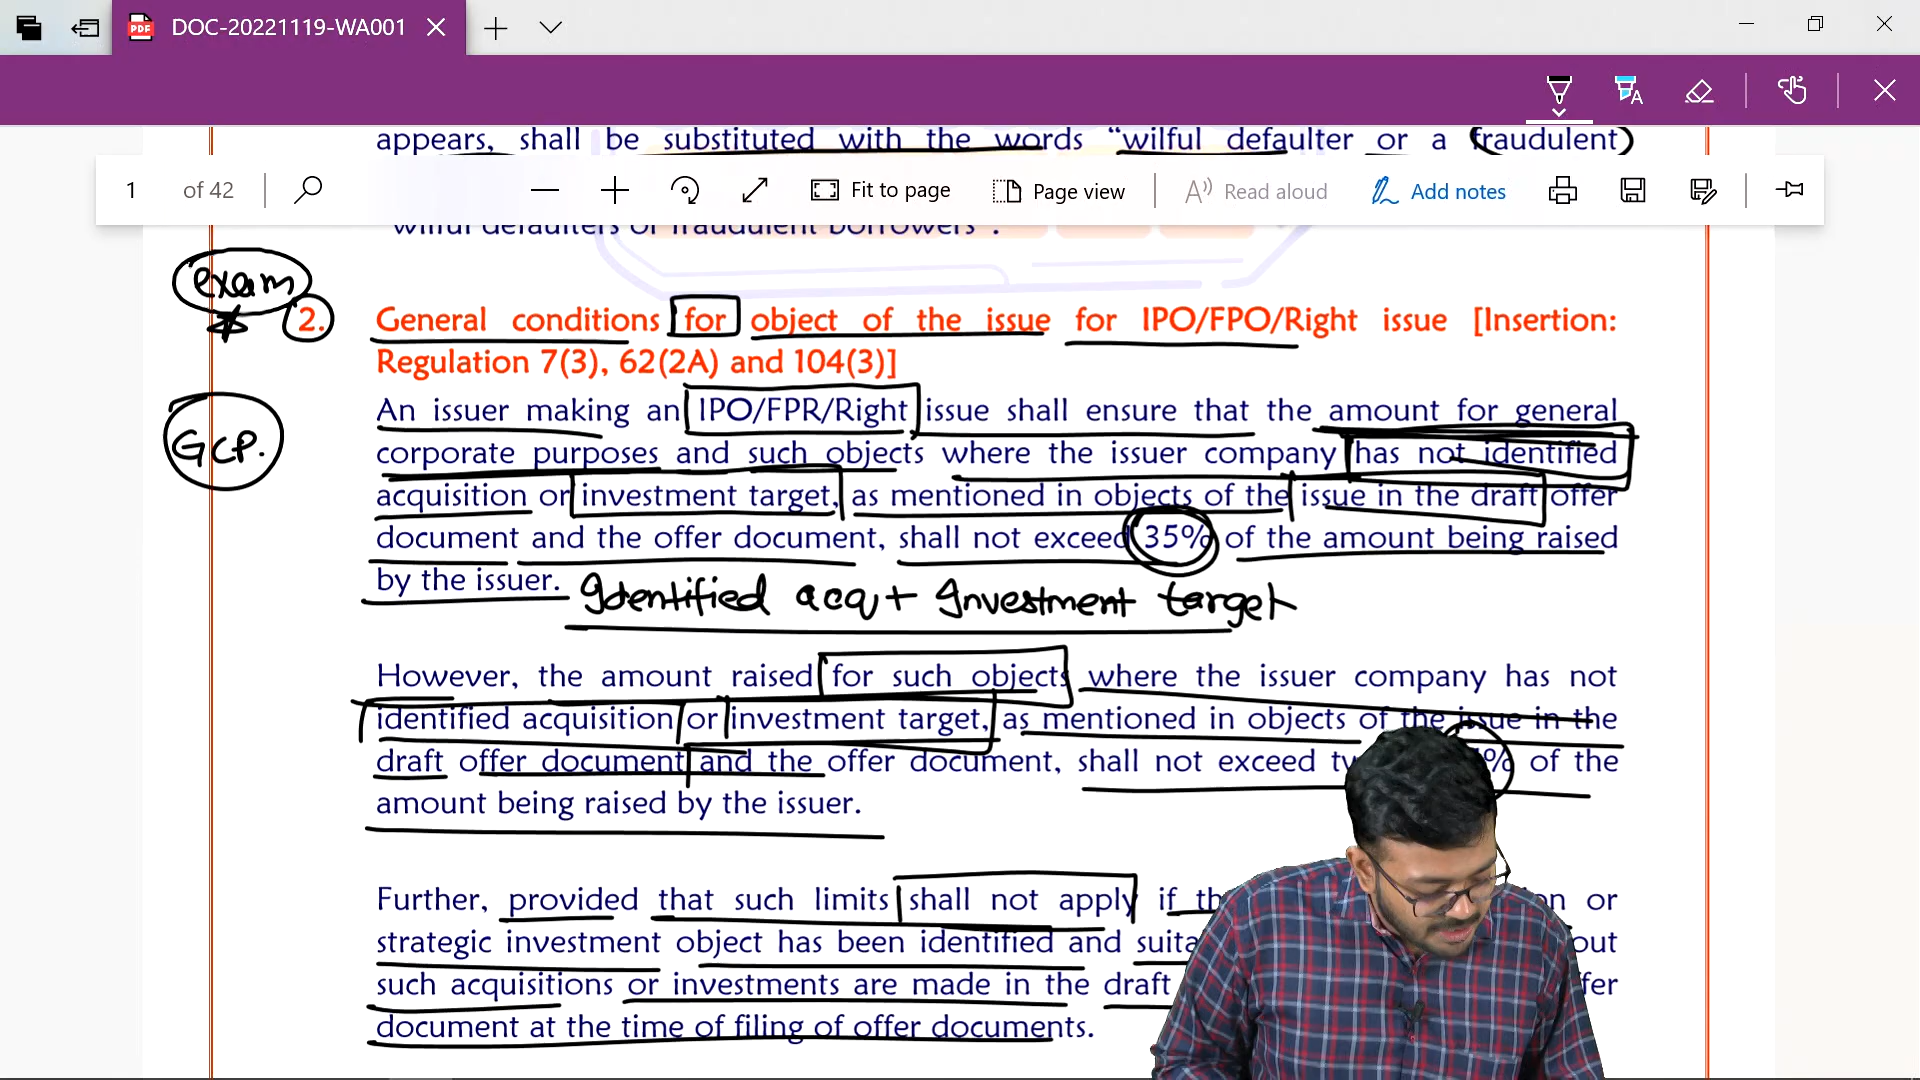 DOC-20221119-WA001
appears, shall be substituted with the words “wilful defaulter or a fraudulent
1 of 42 Fit to page Page view Read aloud Add notes
wilful defaulters or fraudulent borrowers”.
exam
2. General conditions for object of the issue for IPO/FPO/Right issue [Insertion:
Regulation 7(3), 62(2A) and 104(3)]
GCP.
An issuer making an IPO/FPR/Right issue shall ensure that the amount for general
corporate purposes and such objects where the issuer company has not identified
acquisition or investment target, as mentioned in objects of the issue in the draft offer
document and the offer document, shall not exceed 35% of the amount being raised
by the issuer.
Identified acq + Investment target
However, the amount raised for such objects where the issuer company has not
identified acquisition or investment target, as mentioned in objects of the issue in the
draft offer document and the offer document, shall not exceed % of the
amount being raised by the issuer.
Further, provided that such limits shall not apply if or
strategic investment object has been identified and
such acquisitions or investments are made in the draft
document at the time of filing of offer documents.